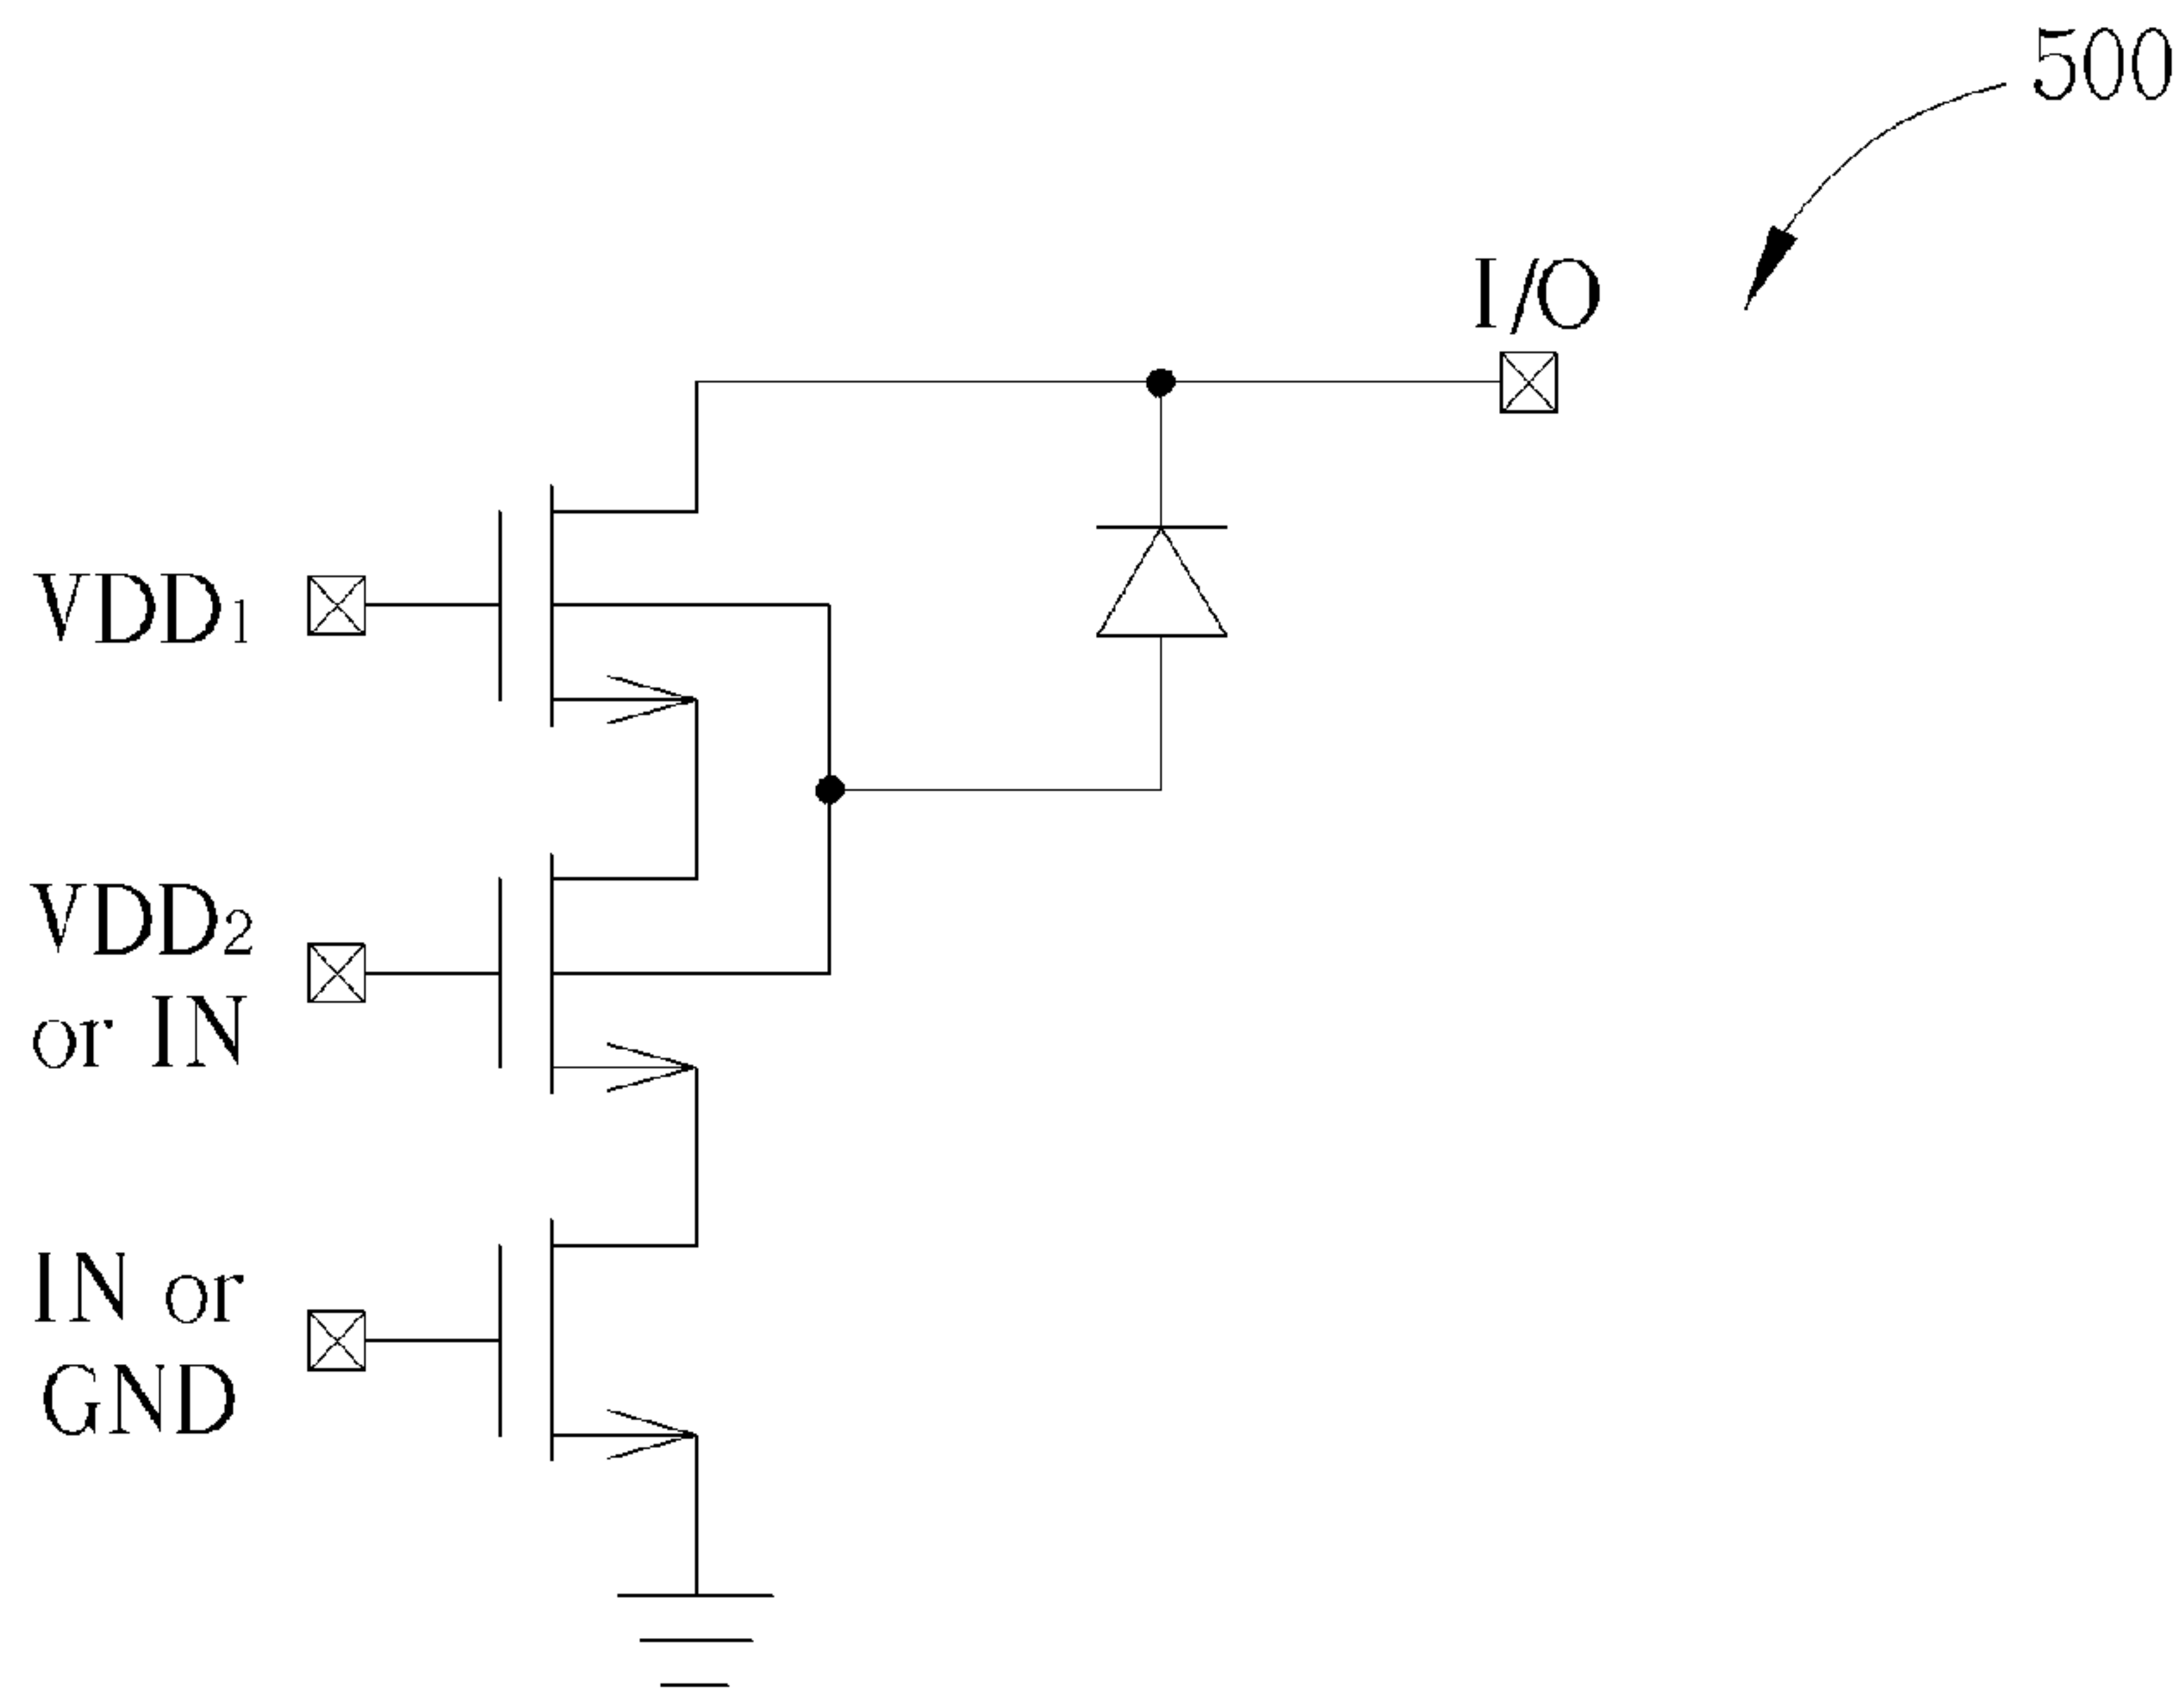 500
I/O
VDD1
VDD2
or IN
IN or
GND